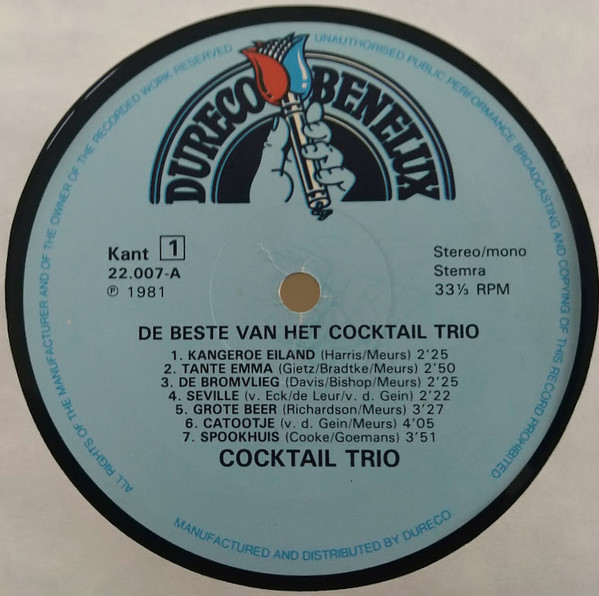 ALL RIGHTS OF THE MANUFACTURER AND OF THE OWNER OF THE RECORDED WORK RESERVED
UNAUTHORISED PUBLIC PERFORMANCE BROADCASTING AND COPYING OF THIS RECORD PROHIBITED
DURECO BENELUX
Kant 1
22.007-A
℗ 1981
Stereo/mono
Stemra
33⅓ RPM
DE BESTE VAN HET COCKTAIL TRIO
1. KANGEROE EILAND (Harris/Meurs) 2'25
2. TANTE EMMA (Gietz/Bradtke/Meurs) 2'50
3. DE BROMVLIEG (Davis/Bishop/Meurs) 2'25
4. SEVILLE (v. Eck/de Leur/v. d. Gein) 2'22
5. GROTE BEER (Richardson/Meurs) 3'27
6. CATOOTJE (v. d. Gein/Meurs) 4'05
7. SPOOKHUIS (Cooke/Goemans) 3'51
COCKTAIL TRIO
MANUFACTURED AND DISTRIBUTED BY DURECO.